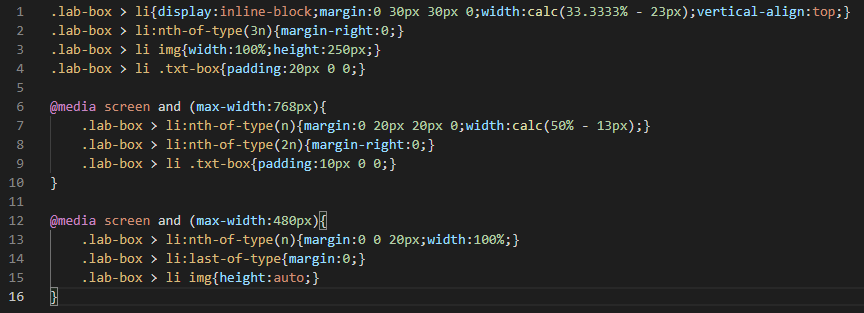 1 .lab-box > li{display:inline-block;margin:0 30px 30px 0;width:calc(33.3333% - 23px);vertical-align:top;}
2 .lab-box > li:nth-of-type(3n){margin-right:0;}
3 .lab-box > li img{width:100%;height:250px;}
4 .lab-box > li .txt-box{padding:20px 0 0;}
5
6 @media screen and (max-width:768px){
7 .lab-box > li:nth-of-type(n){margin:0 20px 20px 0;width:calc(50% - 13px);}
8 .lab-box > li:nth-of-type(2n){margin-right:0;}
9 .lab-box > li .txt-box{padding:10px 0 0;}
10 }
11
12 @media screen and (max-width:480px){
13 .lab-box > li:nth-of-type(n){margin:0 0 20px;width:100%;}
14 .lab-box > li:last-of-type{margin:0;}
15 .lab-box > li img{height:auto;}
16 }